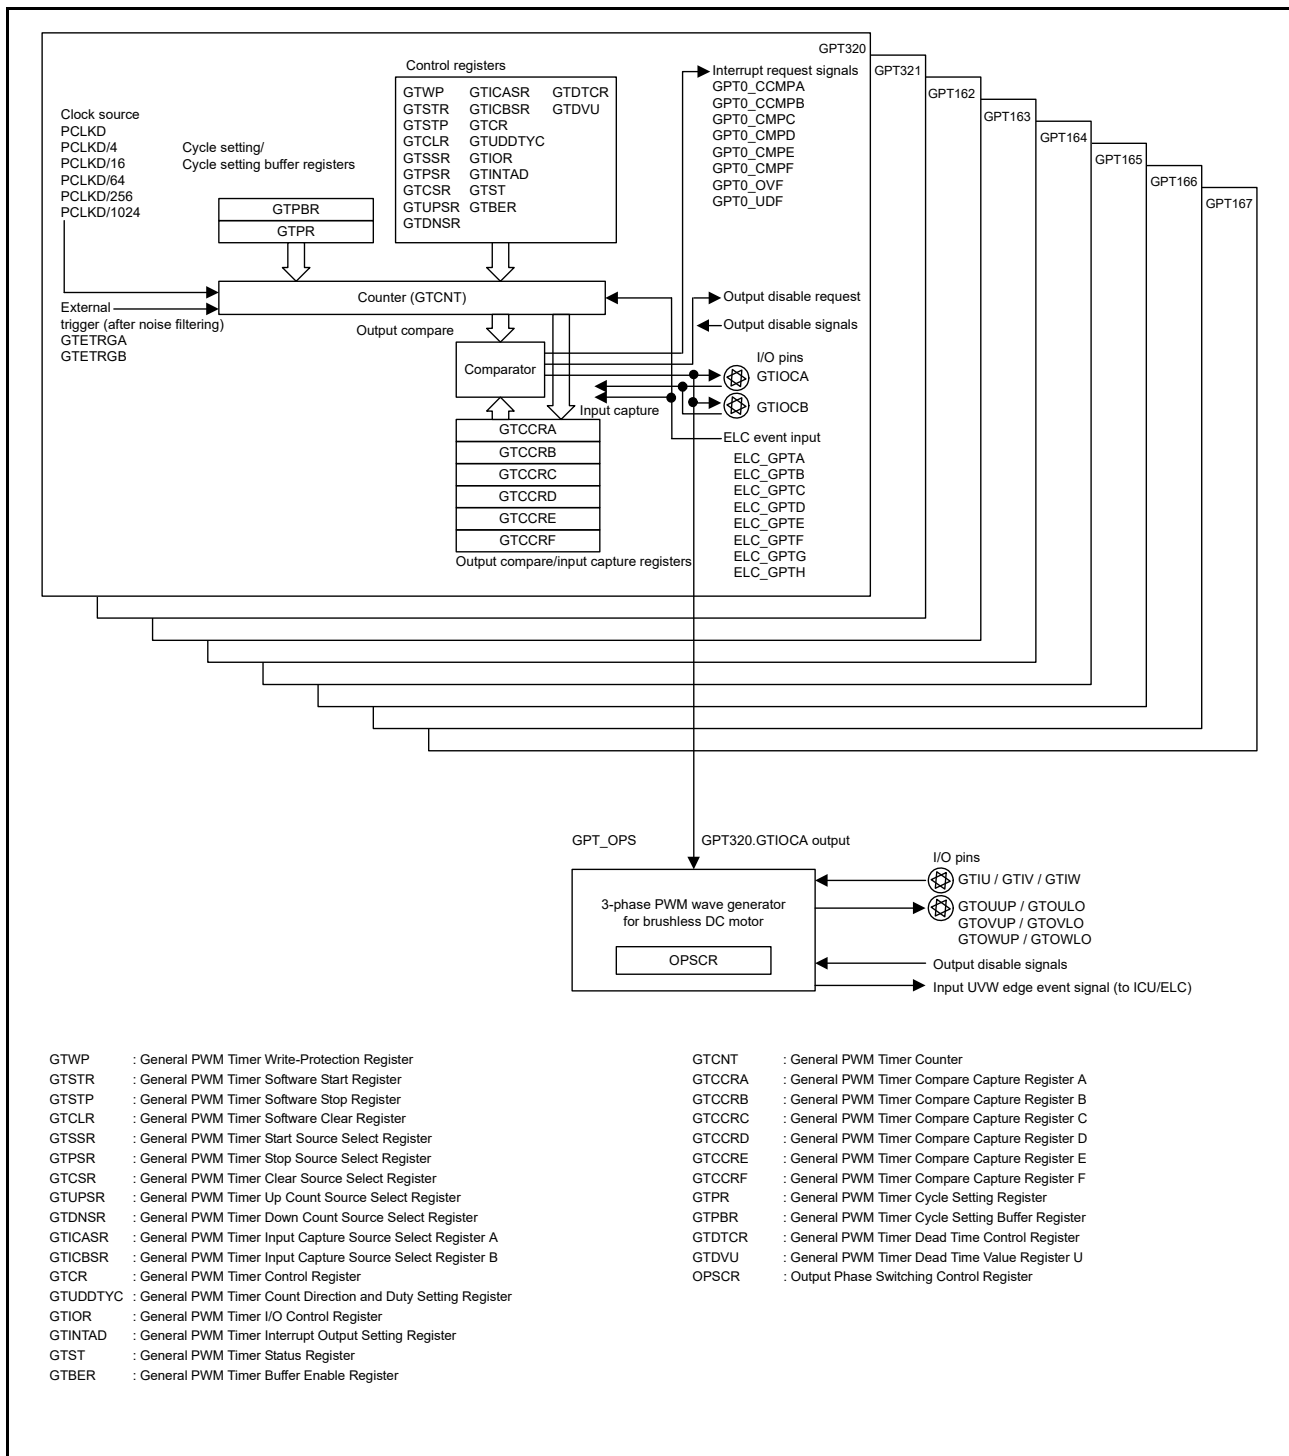 GPT320
GPT321
GPT162
GPT163
GPT164
GPT165
GPT166
GPT167
Control registers
GTWP GTICASR GTDTCR
GTSTR GTICBSR GTDVU
GTSTP GTCR
GTCLR GTUDDTYC
GTSSR GTIOR
GTPSR GTINTAD
GTCSR GTST
GTUPSR GTBER
GTDNSR
Interrupt request signals
GPT0_CCMPA
GPT0_CCMPB
GPT0_CMPC
GPT0_CMPD
GPT0_CMPE
GPT0_CMPF
GPT0_OVF
GPT0_UDF
Clock source
PCLKD
PCLKD/4
PCLKD/16
PCLKD/64
PCLKD/256
PCLKD/1024
Cycle setting/
Cycle setting buffer registers
GTPBR
GTPR
Counter (GTCNT)
External
trigger (after noise filtering)
GTETRGA
GTETRGB
Output compare
Comparator
Output disable request
Output disable signals
I/O pins
GTIOCA
GTIOCB
Input capture
GTCCRA
GTCCRB
GTCCRC
GTCCRD
GTCCRE
GTCCRF
Output compare/input capture registers
ELC event input
ELC_GPTA
ELC_GPTB
ELC_GPTC
ELC_GPTD
ELC_GPTE
ELC_GPTF
ELC_GPTG
ELC_GPTH
GPT_OPS
GPT320.GTIOCA output
3-phase PWM wave generator
for brushless DC motor
OPSCR
I/O pins
GTIU / GTIV / GTIW
GTOUUP / GTOULO
GTOVUP / GTOVLO
GTOWUP / GTOWLO
Output disable signals
Input UVW edge event signal (to ICU/ELC)
GTWP : General PWM Timer Write-Protection Register
GTSTR : General PWM Timer Software Start Register
GTSTP : General PWM Timer Software Stop Register
GTCLR : General PWM Timer Software Clear Register
GTSSR : General PWM Timer Start Source Select Register
GTPSR : General PWM Timer Stop Source Select Register
GTCSR : General PWM Timer Clear Source Select Register
GTUPSR : General PWM Timer Up Count Source Select Register
GTDNSR : General PWM Timer Down Count Source Select Register
GTICASR : General PWM Timer Input Capture Source Select Register A
GTICBSR : General PWM Timer Input Capture Source Select Register B
GTCR : General PWM Timer Control Register
GTUDDTYC : General PWM Timer Count Direction and Duty Setting Register
GTIOR : General PWM Timer I/O Control Register
GTINTAD : General PWM Timer Interrupt Output Setting Register
GTST : General PWM Timer Status Register
GTBER : General PWM Timer Buffer Enable Register
GTCNT : General PWM Timer Counter
GTCCRA : General PWM Timer Compare Capture Register A
GTCCRB : General PWM Timer Compare Capture Register B
GTCCRC : General PWM Timer Compare Capture Register C
GTCCRD : General PWM Timer Compare Capture Register D
GTCCRE : General PWM Timer Compare Capture Register E
GTCCRF : General PWM Timer Compare Capture Register F
GTPR : General PWM Timer Cycle Setting Register
GTPBR : General PWM Timer Cycle Setting Buffer Register
GTDTCR : General PWM Timer Dead Time Control Register
GTDVU : General PWM Timer Dead Time Value Register U
OPSCR : Output Phase Switching Control Register